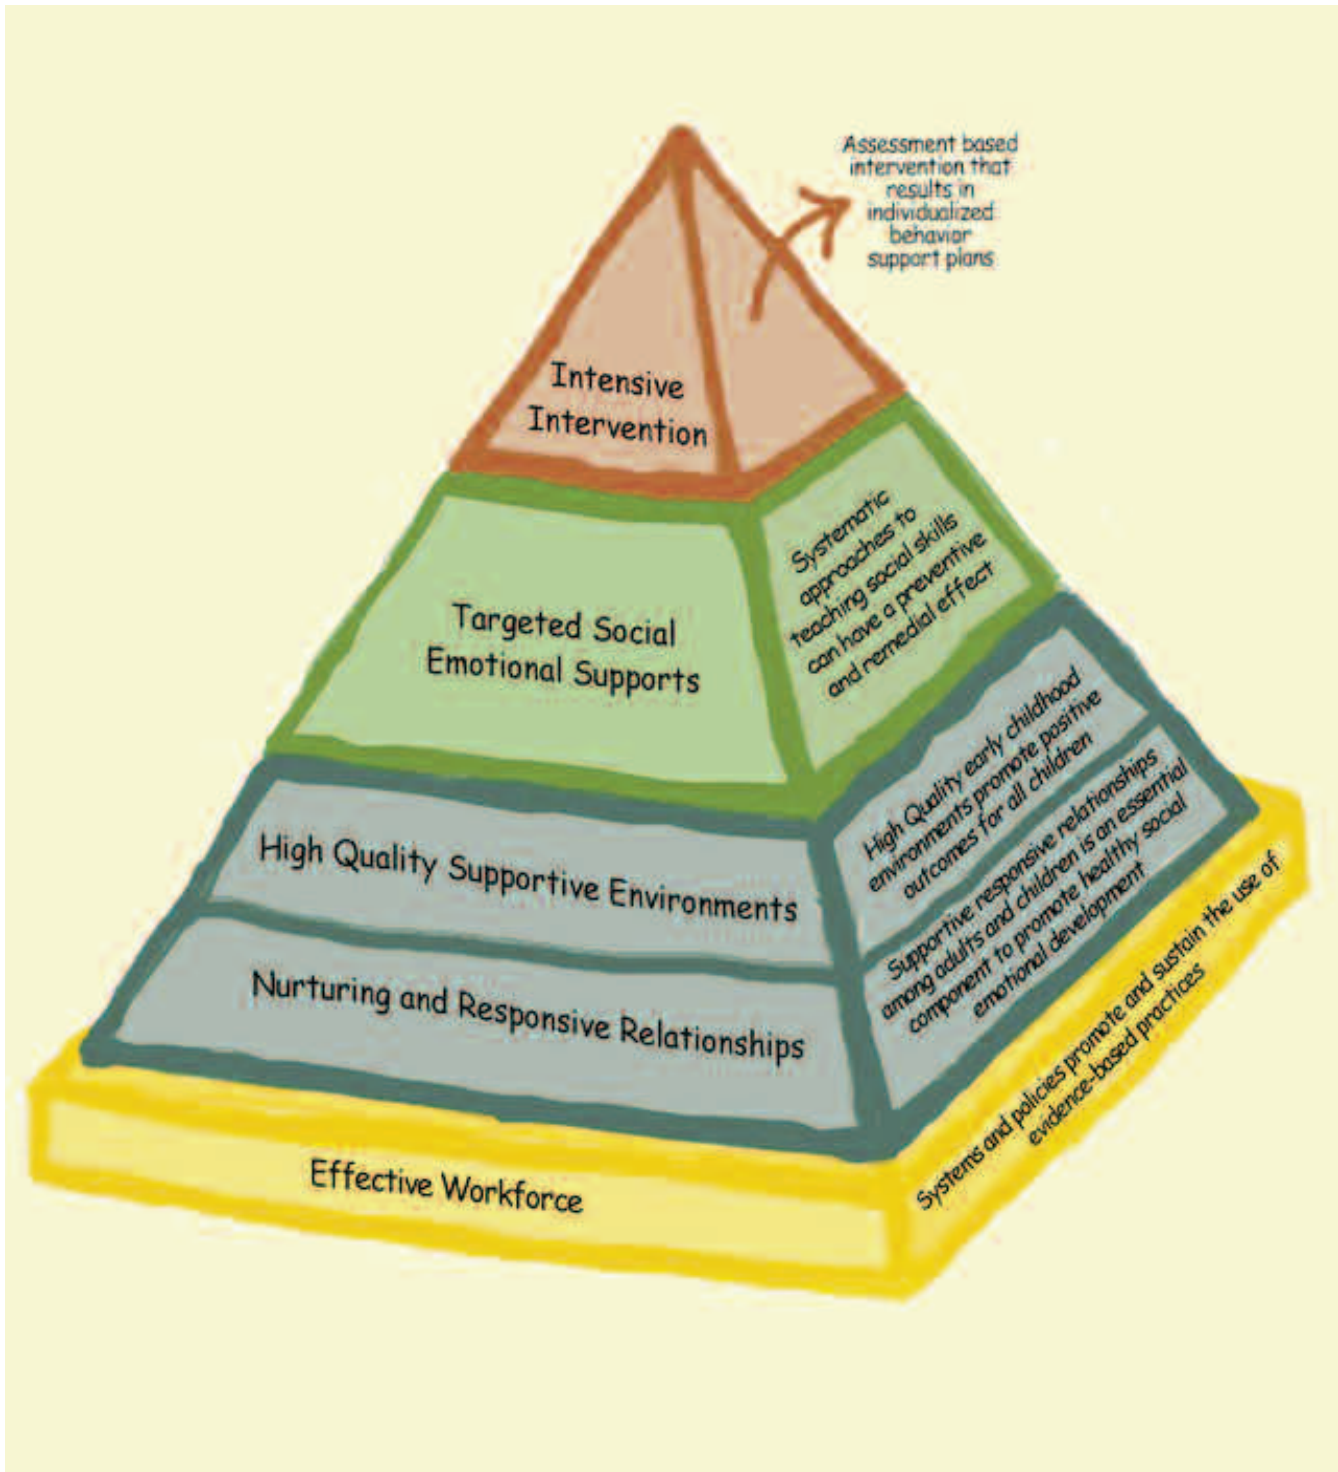 Assessment based
intervention that
results in
individualized
behavior
support plans
Intensive
Intervention
Systematic
approaches to
teaching social skills
can have a preventive
and remedial effect
Targeted Social
Emotional Supports
High Quality early childhood
environments promote positive
outcomes for all children
High Quality Supportive Environments
Supportive responsive relationships
among adults and children is an essential
component to promote healthy social
emotional development
Nurturing and Responsive Relationships
Systems and policies promote and sustain the use of
evidence-based practices
Effective Workforce